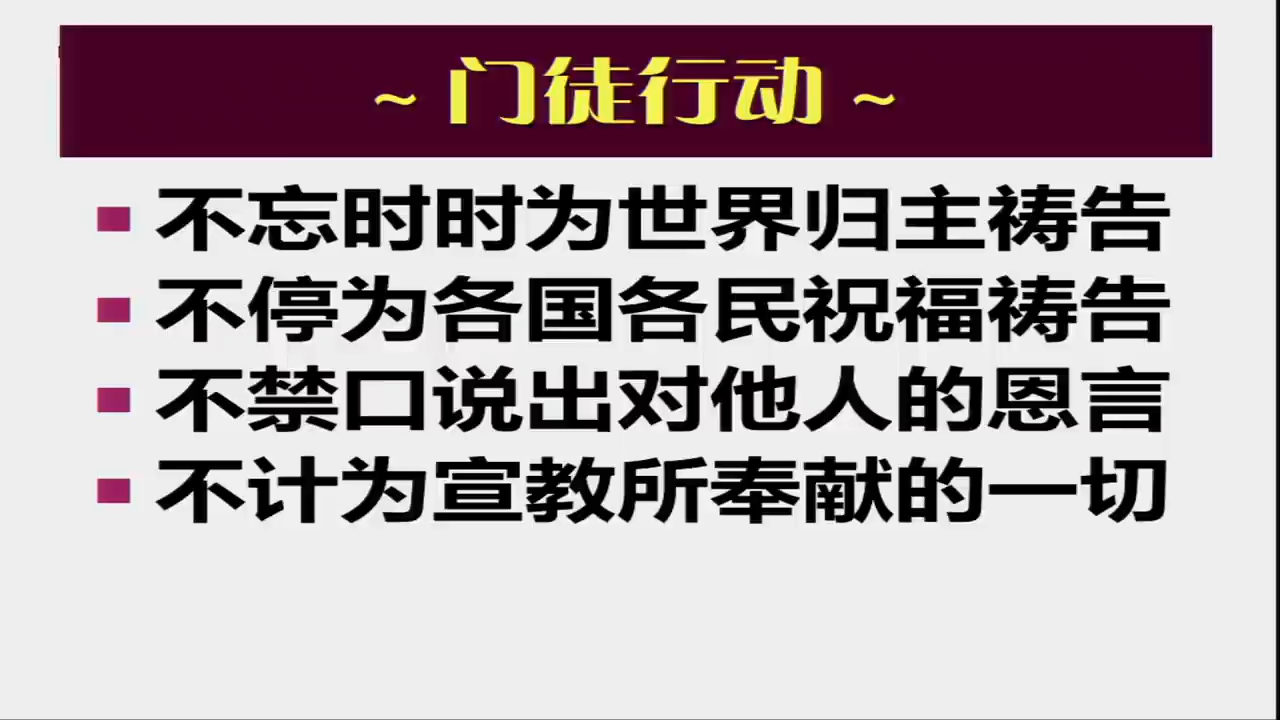 ~ 门徒行动 ~
▪ 不忘时时为世界归主祷告
▪ 不停为各国各民祝福祷告
▪ 不禁口说出对他人的恩言
▪ 不计为宣教所奉献的一切